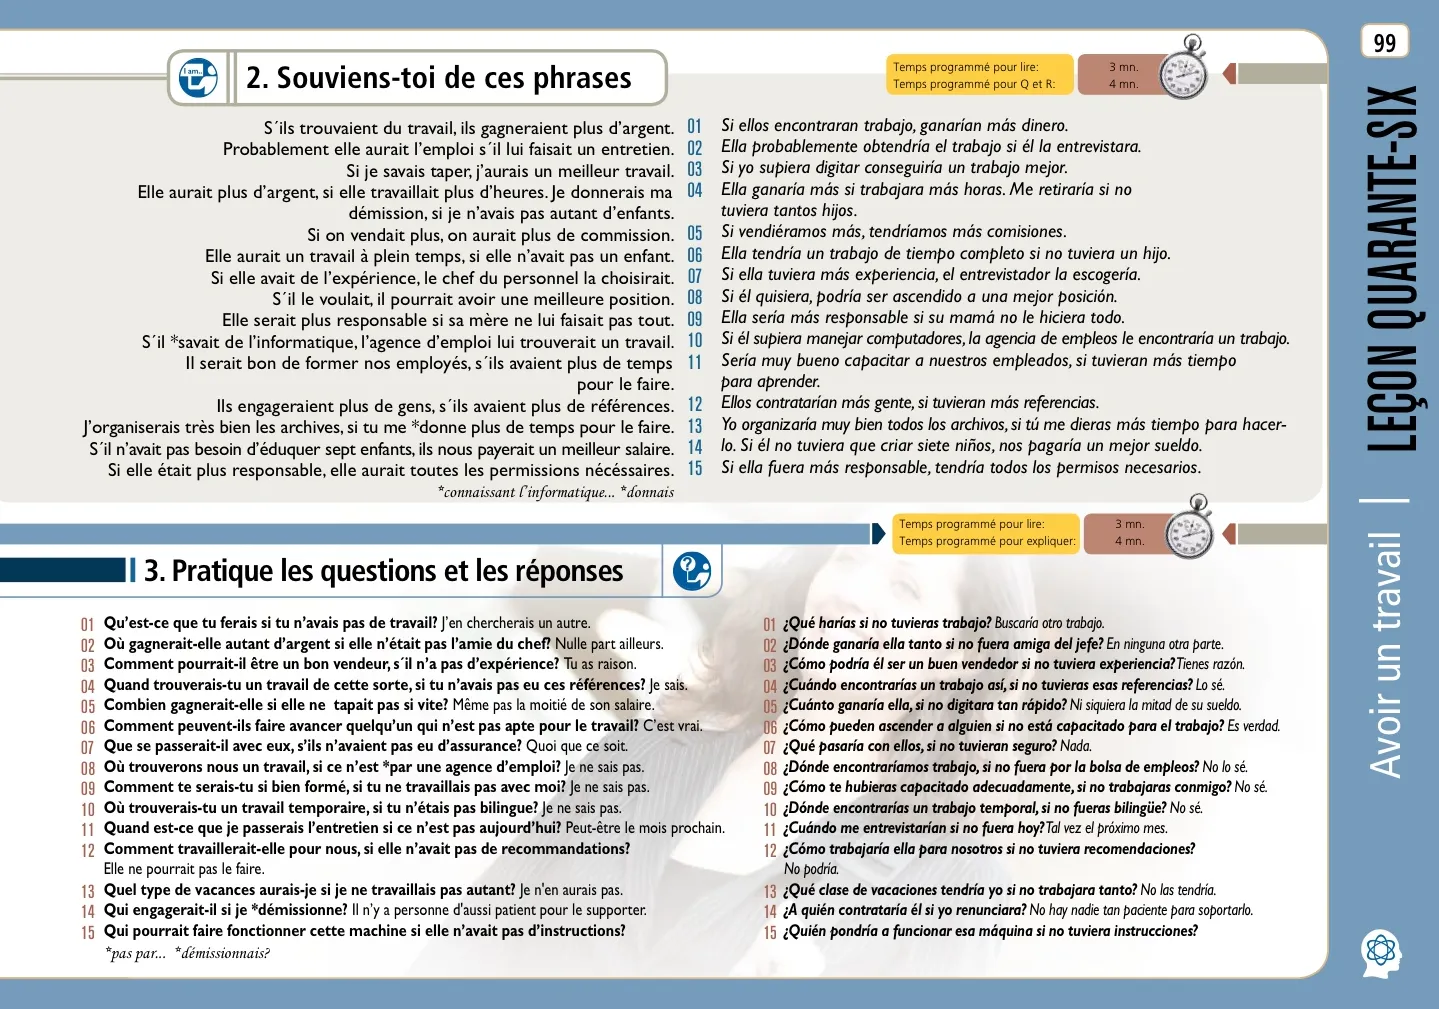 99
LEÇON QUARANTE-SIX
Avoir un travail
I am..
2. Souviens-toi de ces phrases
Temps programmé pour lire: 3 mn.
Temps programmé pour Q et R: 4 mn.
S´ils trouvaient du travail, ils gagneraient plus d’argent. 01 Si ellos encontraran trabajo, ganarían más dinero.
Probablement elle aurait l’emploi s´il lui faisait un entretien. 02 Ella probablemente obtendría el trabajo si él la entrevistara.
Si je savais taper, j’aurais un meilleur travail. 03 Si yo supiera digitar conseguiría un trabajo mejor.
Elle aurait plus d’argent, si elle travaillait plus d’heures. Je donnerais ma 04 Ella ganaría más si trabajara más horas. Me retiraría si no
démission, si je n’avais pas autant d’enfants. tuviera tantos hijos.
Si on vendait plus, on aurait plus de commission. 05 Si vendiéramos más, tendríamos más comisiones.
Elle aurait un travail à plein temps, si elle n’avait pas un enfant. 06 Ella tendría un trabajo de tiempo completo si no tuviera un hijo.
Si elle avait de l’expérience, le chef du personnel la choisirait. 07 Si ella tuviera más experiencia, el entrevistador la escogería.
S´il le voulait, il pourrait avoir une meilleure position. 08 Si él quisiera, podría ser ascendido a una mejor posición.
Elle serait plus responsable si sa mère ne lui faisait pas tout. 09 Ella sería más responsable si su mamá no le hiciera todo.
S´il *savait de l’informatique, l’agence d’emploi lui trouverait un travail. 10 Si él supiera manejar computadores, la agencia de empleos le encontraría un trabajo.
Il serait bon de former nos employés, s´ils avaient plus de temps 11 Sería muy bueno capacitar a nuestros empleados, si tuvieran más tiempo
pour le faire. para aprender.
Ils engageraient plus de gens, s´ils avaient plus de références. 12 Ellos contratarían más gente, si tuvieran más referencias.
J’organiserais très bien les archives, si tu me *donne plus de temps pour le faire. 13 Yo organizaría muy bien todos los archivos, si tú me dieras más tiempo para hacer-
S´il n’avait pas besoin d’éduquer sept enfants, ils nous payerait un meilleur salaire. 14 lo. Si él no tuviera que criar siete niños, nos pagaría un mejor sueldo.
Si elle était plus responsable, elle aurait toutes les permissions nécéssaires. 15 Si ella fuera más responsable, tendría todos los permisos necesarios.
*connaissant l’informatique... *donnais
Temps programmé pour lire: 3 mn.
Temps programmé pour expliquer: 4 mn.
3. Pratique les questions et les réponses
01 Qu’est-ce que tu ferais si tu n’avais pas de travail? J’en chercherais un autre.
02 Où gagnerait-elle autant d’argent si elle n’était pas l’amie du chef? Nulle part ailleurs.
03 Comment pourrait-il être un bon vendeur, s´il n’a pas d’expérience? Tu as raison.
04 Quand trouverais-tu un travail de cette sorte, si tu n’avais pas eu ces références? Je sais.
05 Combien gagnerait-elle si elle ne tapait pas si vite? Même pas la moitié de son salaire.
06 Comment peuvent-ils faire avancer quelqu’un qui n’est pas apte pour le travail? C’est vrai.
07 Que se passerait-il avec eux, s’ils n’avaient pas eu d’assurance? Quoi que ce soit.
08 Où trouverons nous un travail, si ce n’est *par une agence d’emploi? Je ne sais pas.
09 Comment te serais-tu si bien formé, si tu ne travaillais pas avec moi? Je ne sais pas.
10 Où trouverais-tu un travail temporaire, si tu n’étais pas bilingue? Je ne sais pas.
11 Quand est-ce que je passerais l’entretien si ce n’est pas aujourd’hui? Peut-être le mois prochain.
12 Comment travaillerait-elle pour nous, si elle n’avait pas de recommandations?
Elle ne pourrait pas le faire.
13 Quel type de vacances aurais-je si je ne travaillais pas autant? Je n'en aurais pas.
14 Qui engagerait-il si je *démissionne? Il n’y a personne d'aussi patient pour le supporter.
15 Qui pourrait faire fonctionner cette machine si elle n’avait pas d’instructions?
*pas par... *démissionnais?
01 ¿Qué harías si no tuvieras trabajo? Buscaría otro trabajo.
02 ¿Dónde ganaría ella tanto si no fuera amiga del jefe? En ninguna otra parte.
03 ¿Cómo podría él ser un buen vendedor si no tuviera experiencia? Tienes razón.
04 ¿Cuándo encontrarías un trabajo así, si no tuvieras esas referencias? Lo sé.
05 ¿Cuánto ganaría ella, si no digitara tan rápido? Ni siquiera la mitad de su sueldo.
06 ¿Cómo pueden ascender a alguien si no está capacitado para el trabajo? Es verdad.
07 ¿Qué pasaría con ellos, si no tuvieran seguro? Nada.
08 ¿Dónde encontraríamos trabajo, si no fuera por la bolsa de empleos? No lo sé.
09 ¿Cómo te hubieras capacitado adecuadamente, si no trabajaras conmigo? No sé.
10 ¿Dónde encontrarías un trabajo temporal, si no fueras bilingüe? No sé.
11 ¿Cuándo me entrevistarían si no fuera hoy? Tal vez el próximo mes.
12 ¿Cómo trabajaría ella para nosotros si no tuviera recomendaciones?
No podría.
13 ¿Qué clase de vacaciones tendría yo si no trabajara tanto? No las tendría.
14 ¿A quién contrataría él si yo renunciara? No hay nadie tan paciente para soportarlo.
15 ¿Quién pondría a funcionar esa máquina si no tuviera instrucciones?